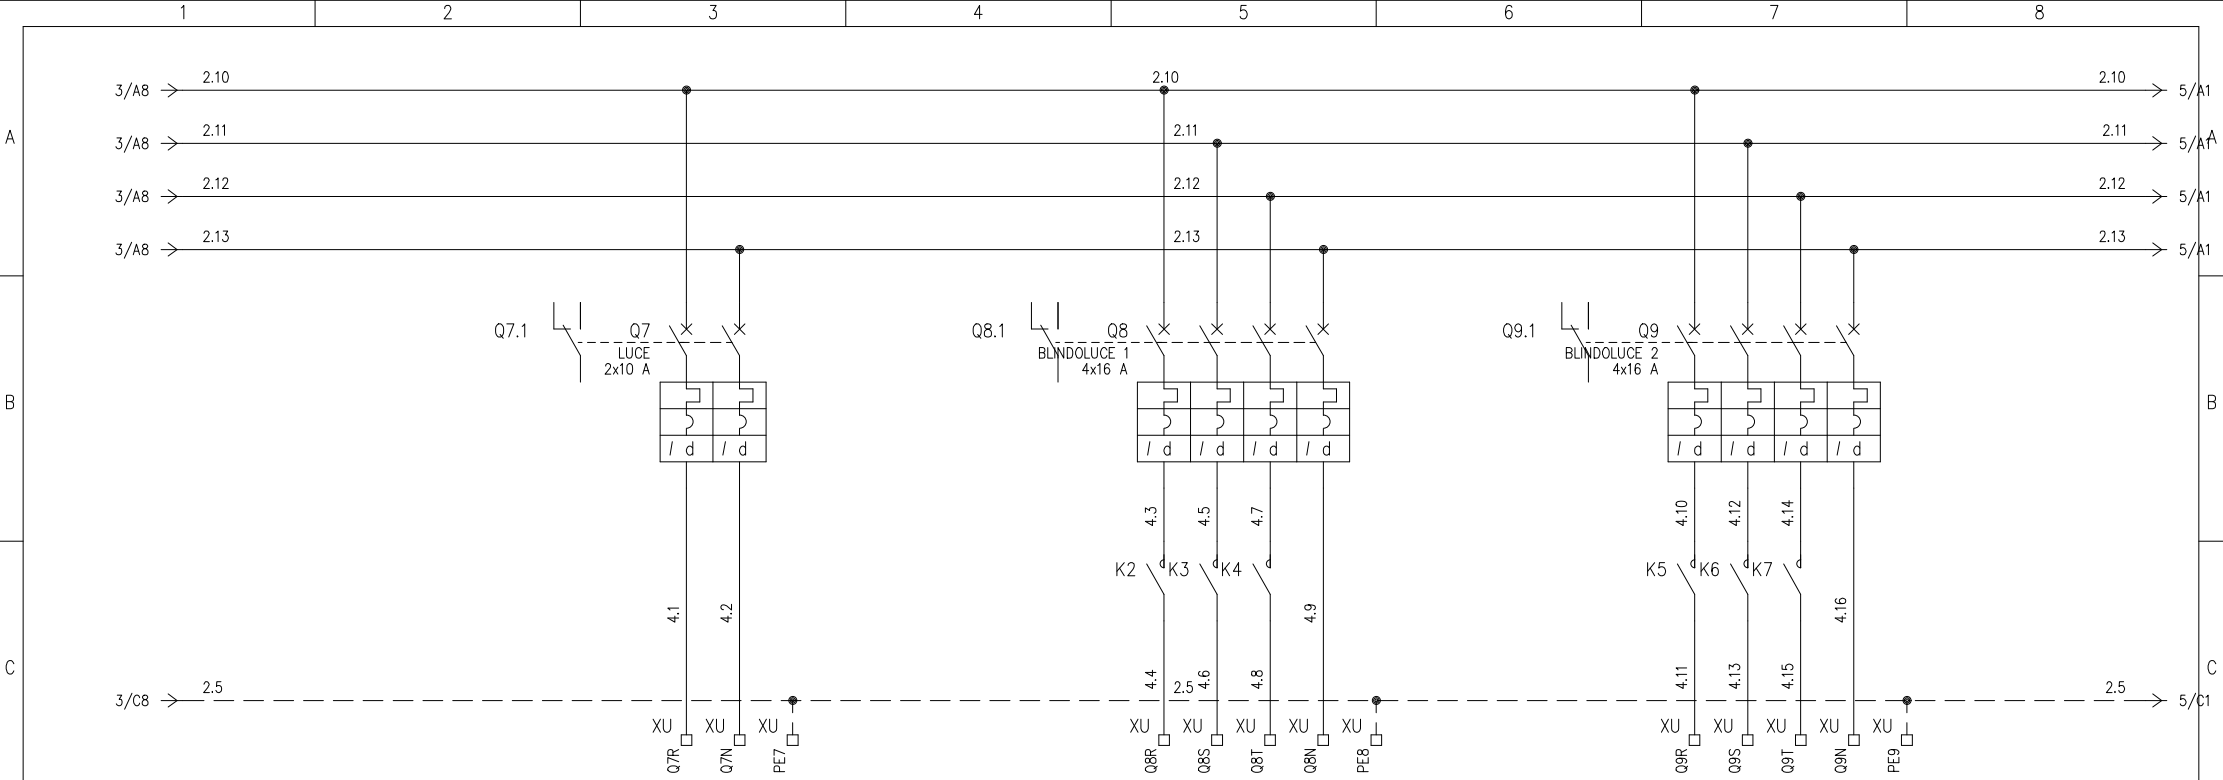 1 2 3 4 5 6 7 8
3/A8 2.10 2.10 2.10 5/A1
A A
3/A8 2.11 2.11 2.11 5/A1
3/A8 2.12 2.12 2.12 5/A1
3/A8 2.13 2.13 2.13 5/A1
Q7.1 Q7 Q8.1 Q8 Q9.1 Q9
LUCE BLINDOLUCE 1 BLINDOLUCE 2
2x10 A 4x16 A 4x16 A
B B
I d I d I d I d I d I d I d I d I d I d
4.3 4.5 4.7 4.10 4.12 4.14
K2 K3 K4 K5 K6 K7
4.1 4.2 4.9 4.16
C C
4.4 4.6 4.8 4.11 4.13 4.15
3/C8 2.5 2.5 2.5 5/C1
XU XU XU XU XU XU XU XU XU XU XU XU XU
Q7R Q7N PE7 Q8R Q8S Q8T Q8N PE8 Q9R Q9S Q9T Q9N PE9